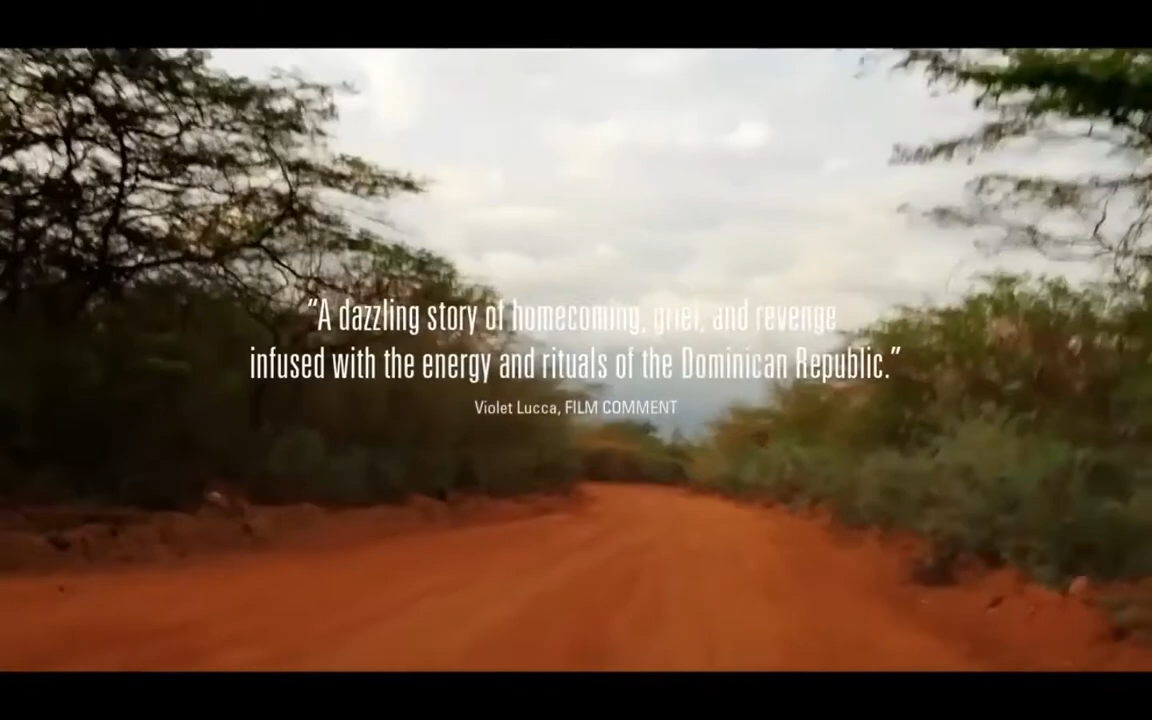 “A dazzling story of homecoming, grief, and revenge
infused with the energy and rituals of the Dominican Republic.”
Violet Lucca, FILM COMMENT